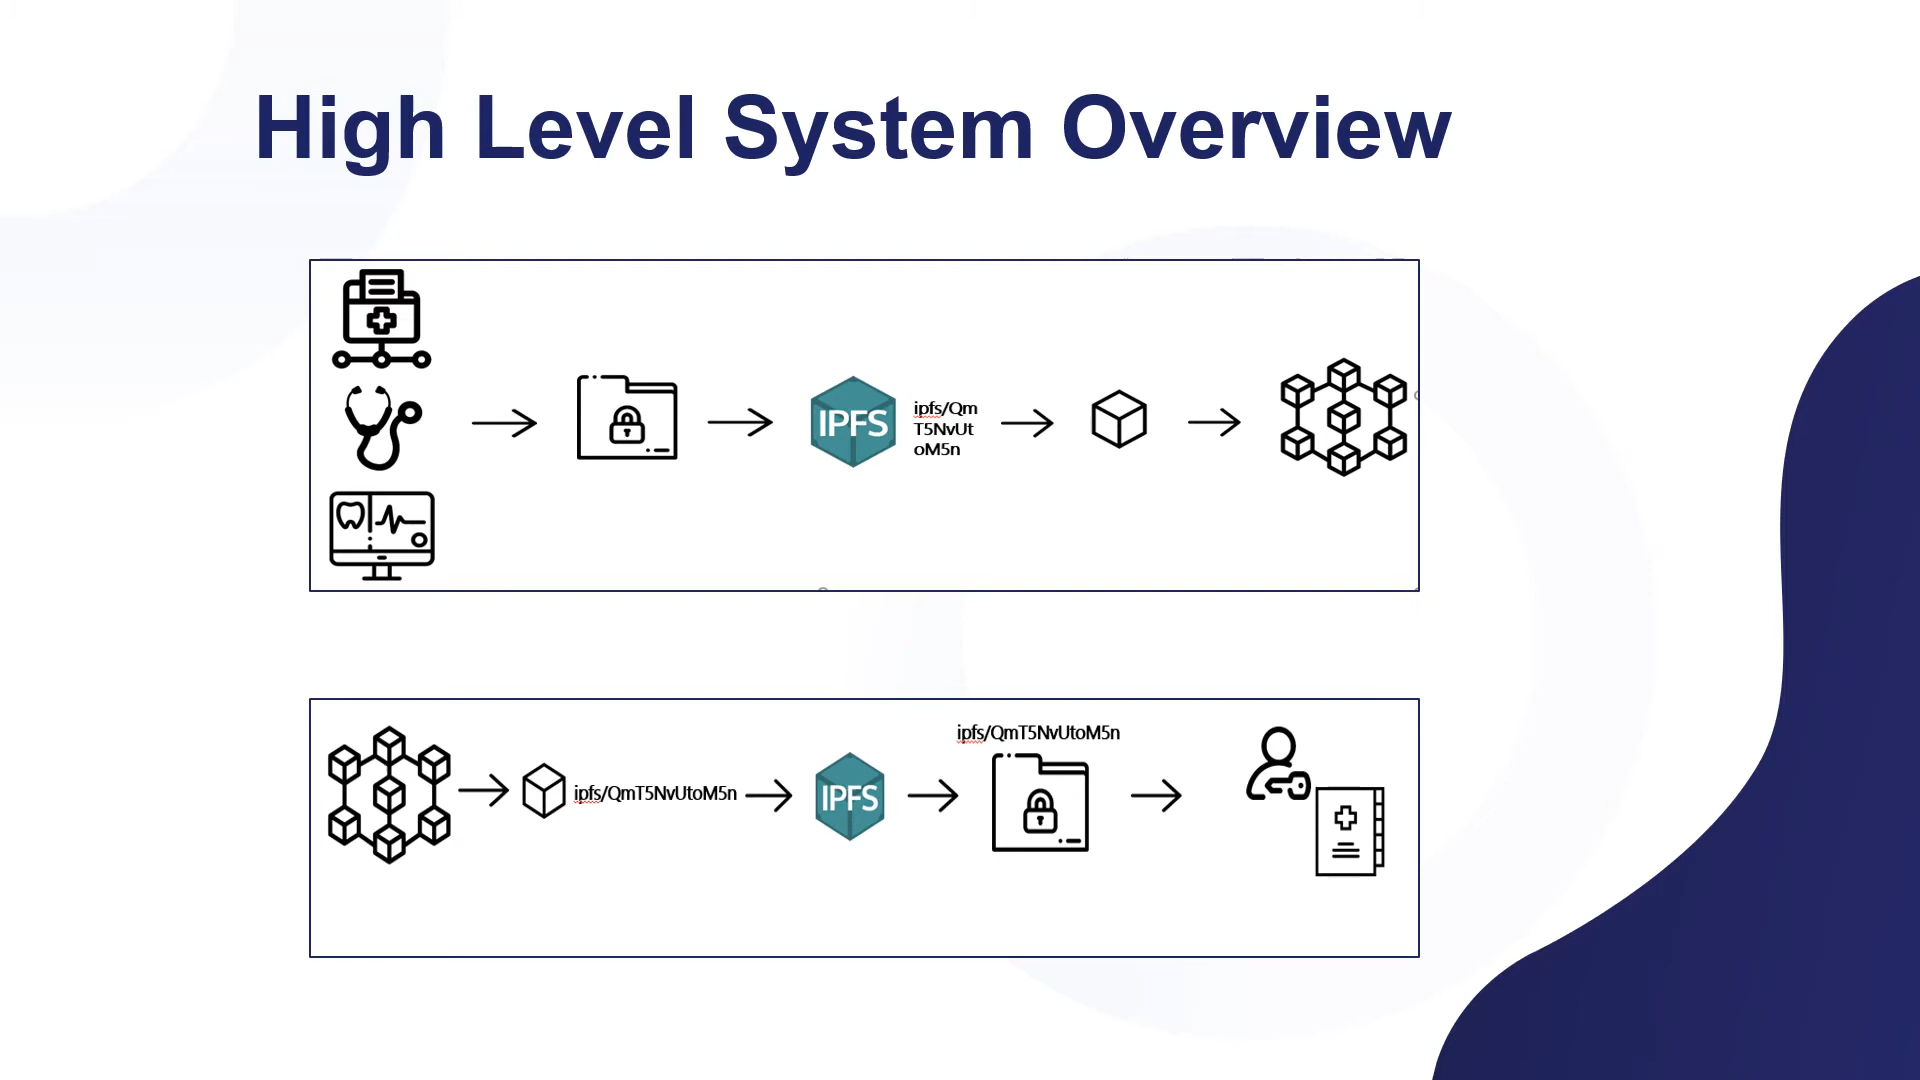 High Level System Overview
IPFS
ipfs/Qm
T5NvUt
oM5n
ipfs/QmT5NvUtoM5n
ipfs/QmT5NvUtoM5n
IPFS